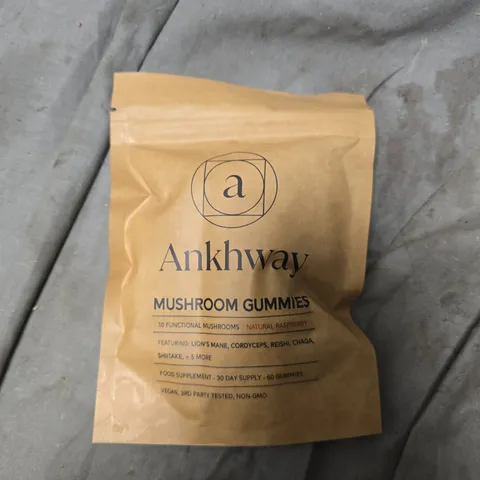 a
Ankhway
MUSHROOM GUMMIES
10 FUNCTIONAL MUSHROOMS NATURAL RASPBERRY
FEATURING: LION'S MANE, CORDYCEPS, REISHI, CHAGA,
SHIITAKE, + 5 MORE
FOOD SUPPLEMENT - 30 DAY SUPPLY - 60 GUMMIES
VEGAN, 3RD PARTY TESTED, NON-GMO